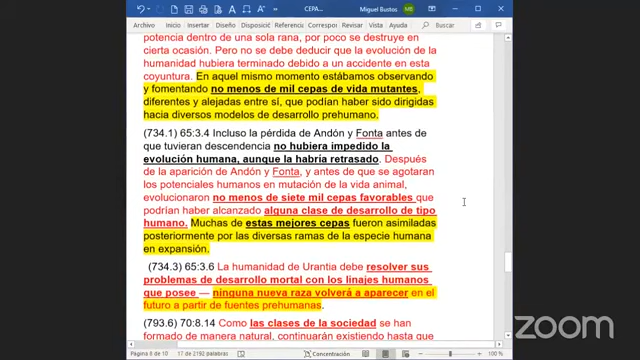 CEPA...
Miguel Bustos
MB
Archivo
Inicio
Insertar
Diseño
Disposició
Referencia
Correspor
Revisar
Vista
Buscar
potencia dentro de una sola rana, por poco se destruye en
cierta ocasión. Pero no se debe deducir que la evolución de la
humanidad hubiera terminado debido a un accidente en esta
coyuntura. En aquel mismo momento estábamos observando
y fomentando no menos de mil cepas de vida mutantes,
diferentes y alejadas entre sí, que podían haber sido dirigidas
hacia diversos modelos de desarrollo prehumano.
(734.1) 65:3.4 Incluso la pérdida de Andón y Fonta antes de
que tuvieran descendencia no hubiera impedido la
evolución humana, aunque la habría retrasado. Después
de la aparición de Andón y Fonta, y antes de que se agotaran
los potenciales humanos en mutación de la vida animal,
evolucionaron no menos de siete mil cepas favorables que
podrían haber alcanzado alguna clase de desarrollo de tipo
humano. Muchas de estas mejores cepas fueron asimiladas
posteriormente por las diversas ramas de la especie humana
en expansión.
(734.3) 65:3.6 La humanidad de Urantia debe resolver sus
problemas de desarrollo mortal con los linajes humanos
que posee — ninguna nueva raza volverá a aparecer en el
futuro a partir de fuentes prehumanas.
(793.6) 70:8.14 Como las clases de la sociedad se han
formado de manera natural, continuarán existiendo hasta que
Página 8 de 10
17 de 2192 palabras
Concentración
100 %
zoom